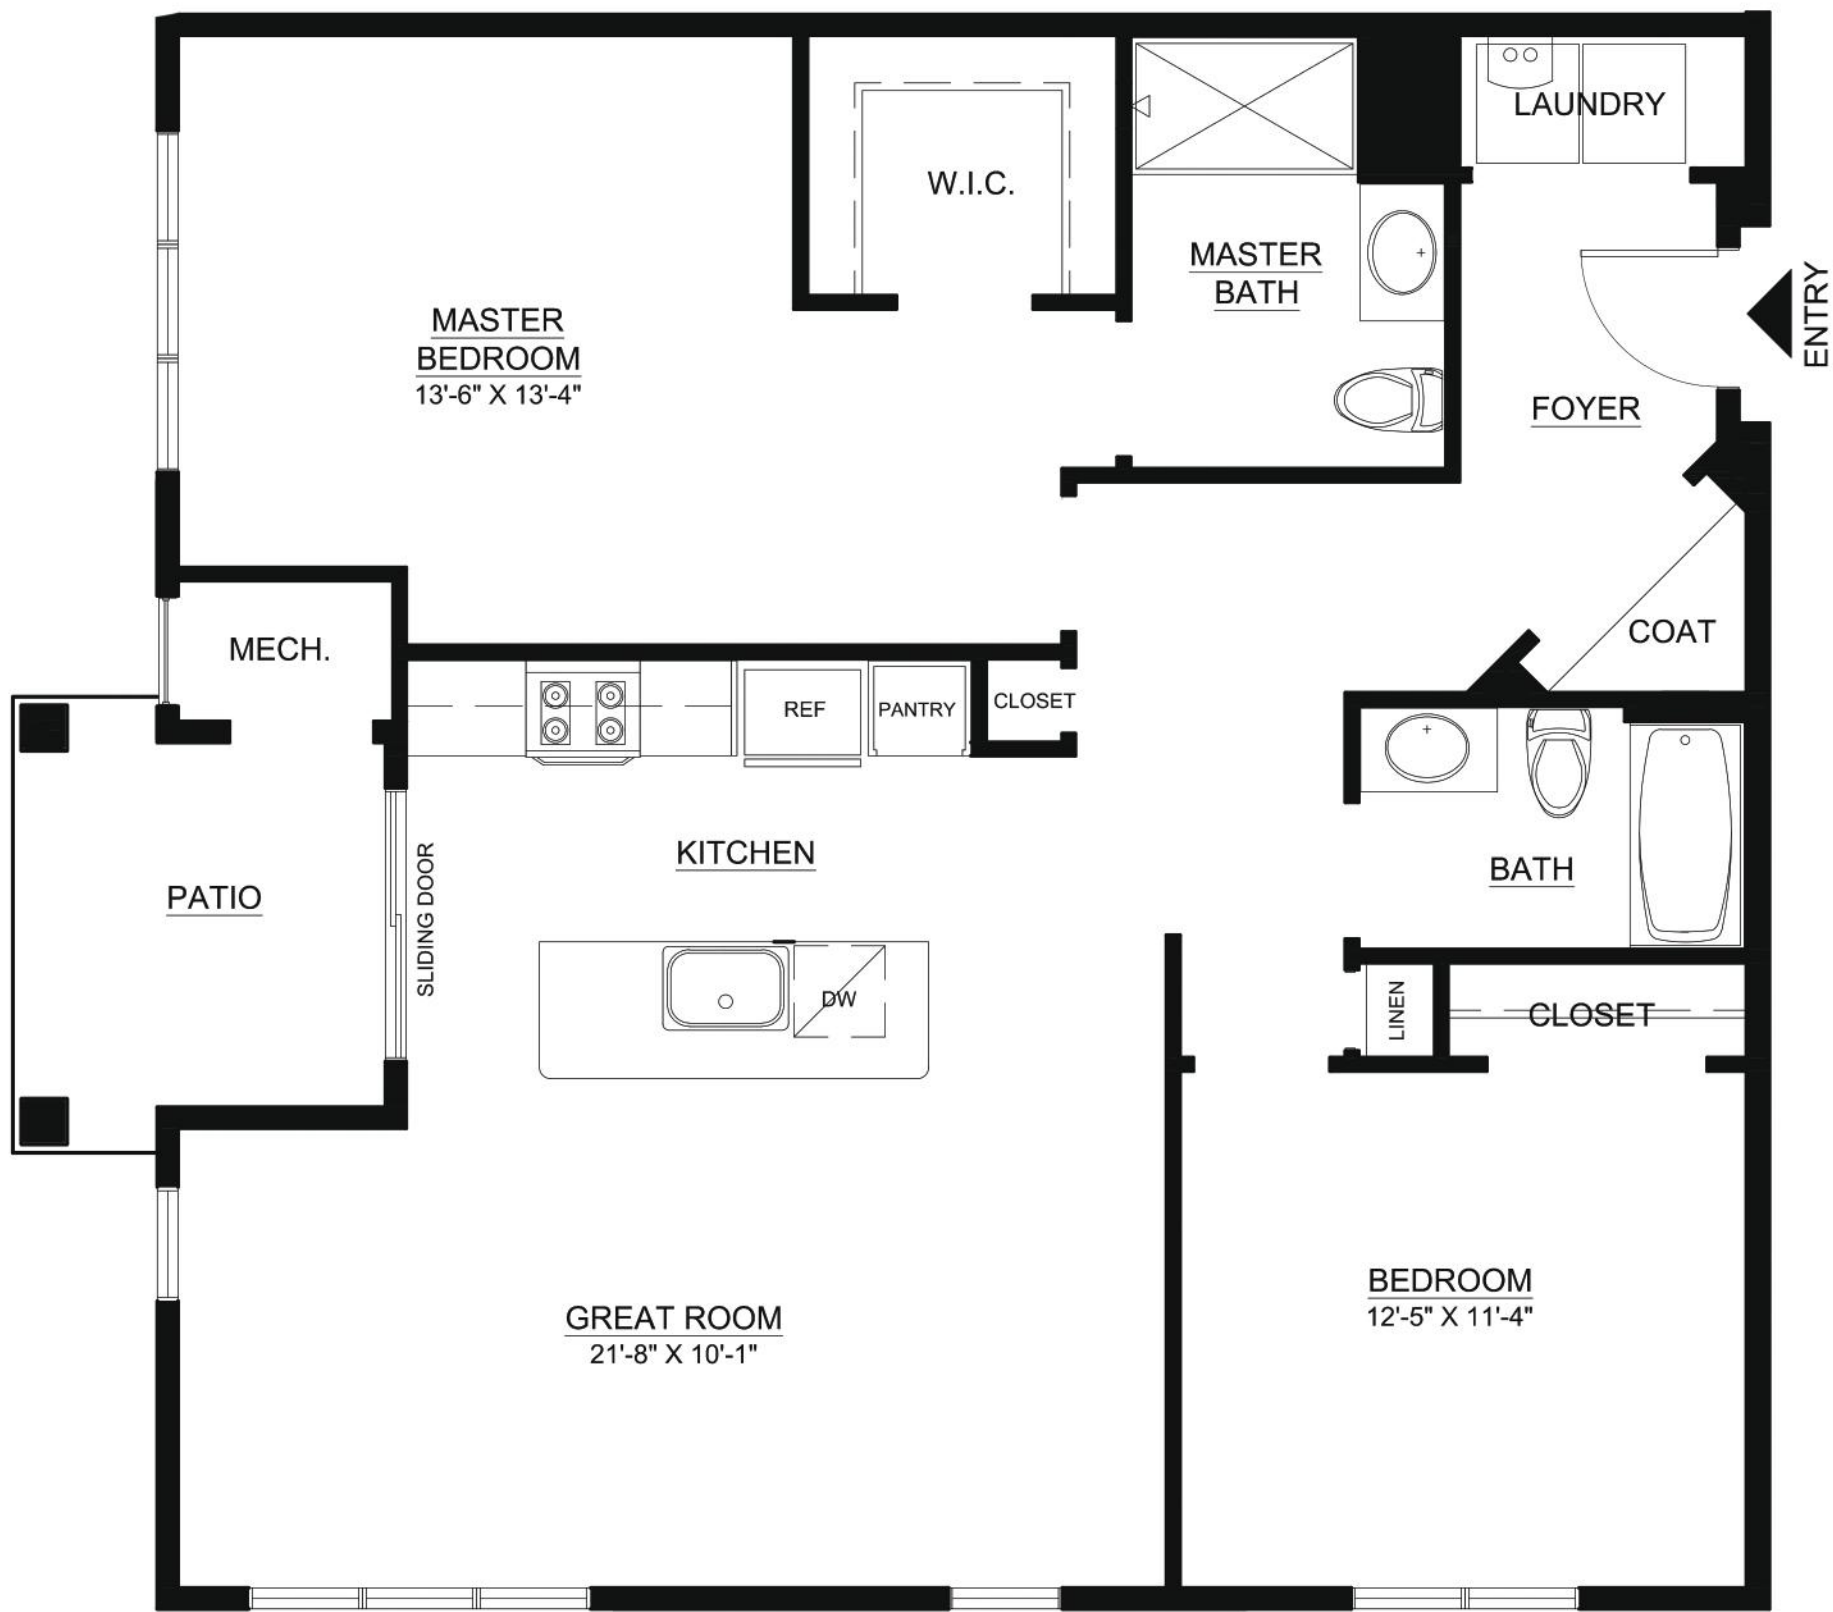 LAUNDRY
W.I.C.
MASTER
BATH
ENTRY
MASTER
BEDROOM
13'-6" X 13'-4"
FOYER
COAT
MECH.
CLOSET
REF
PANTRY
KITCHEN
SLIDING DOOR
BATH
PATIO
DW
LINEN
CLOSET
BEDROOM
12'-5" X 11'-4"
GREAT ROOM
21'-8" X 10'-1"